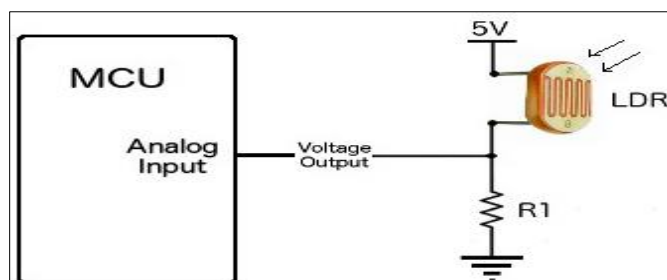 5V
MCU
LDR
Analog
Input
Voltage
Output
R1